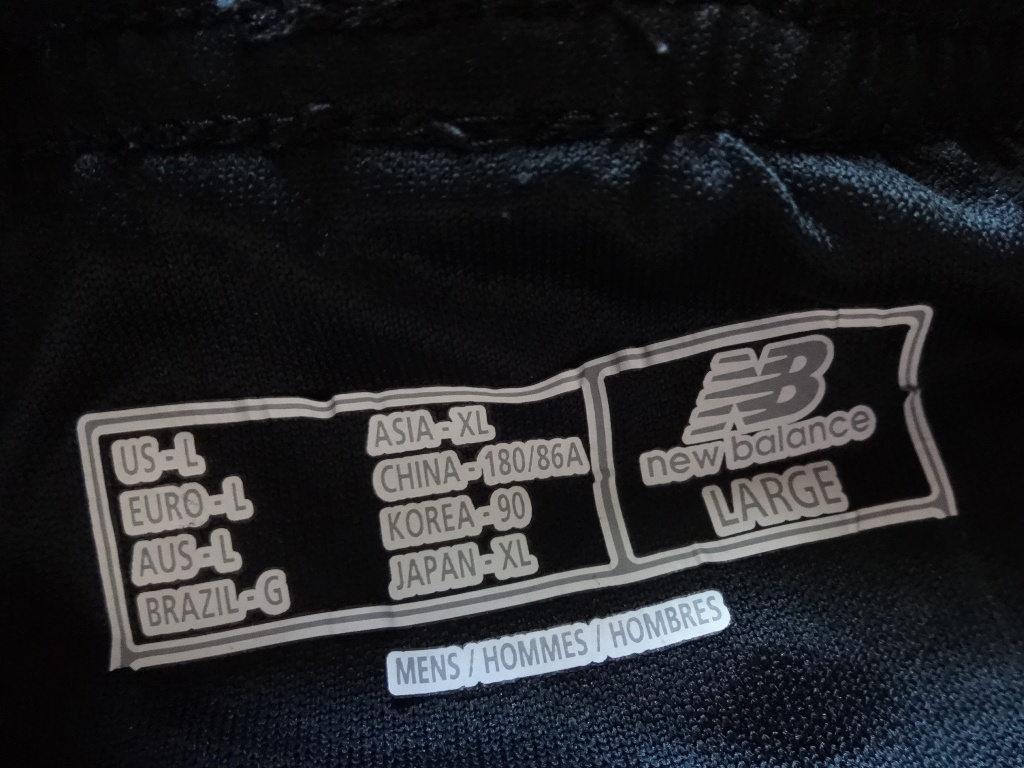 US-L
EURO-L
AUS-L
BRAZIL-G
ASIA-XL
CHINA-180/86A
KOREA-90
JAPAN-XL
NB
new balance
LARGE
MENS / HOMMES / HOMBRES